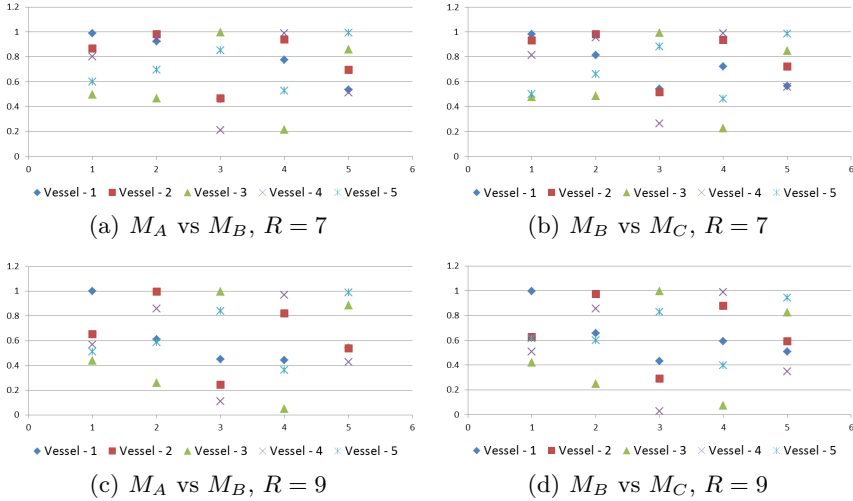 1.2
1
0.8
0.6
0.4
0.2
0
0 1 2 3 4 5 6
Vessel - 1 Vessel - 2 Vessel - 3 Vessel - 4 Vessel - 5
(a) M_A vs M_B, R = 7
1.2
1
0.8
0.6
0.4
0.2
0
0 1 2 3 4 5 6
Vessel - 1 Vessel - 2 Vessel - 3 Vessel - 4 Vessel - 5
(b) M_B vs M_C, R = 7
1.2
1
0.8
0.6
0.4
0.2
0
0 1 2 3 4 5 6
Vessel - 1 Vessel - 2 Vessel - 3 Vessel - 4 Vessel - 5
(c) M_A vs M_B, R = 9
1.2
1
0.8
0.6
0.4
0.2
0
0 1 2 3 4 5 6
Vessel - 1 Vessel - 2 Vessel - 3 Vessel - 4 Vessel - 5
(d) M_B vs M_C, R = 9